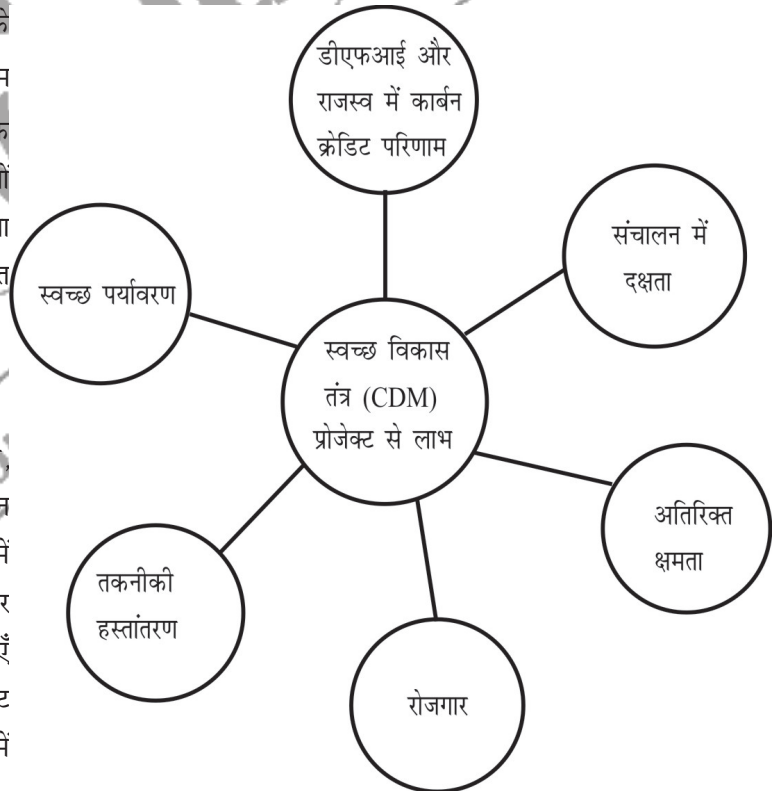 डीएफआई और
राजस्व में कार्बन
क्रेडिट परिणाम
संचालन में
दक्षता
स्वच्छ पर्यावरण
स्वच्छ विकास
तंत्र (CDM)
प्रोजेक्ट से लाभ
अतिरिक्त
क्षमता
तकनीकी
हस्तांतरण
रोजगार